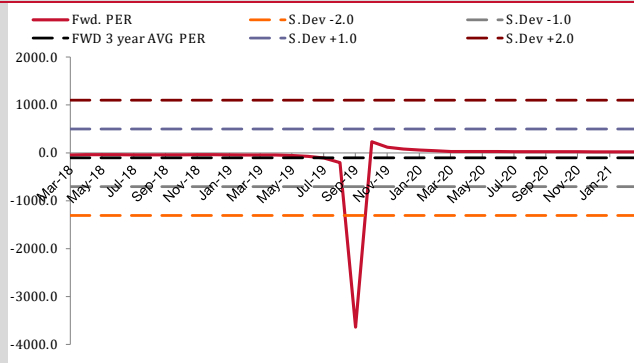 Fwd. PER S.Dev -2.0 S.Dev -1.0
FWD 3 year AVG PER S.Dev +1.0 S.Dev +2.0
2000.0
1000.0
0.0
-1000.0
-2000.0
-3000.0
-4000.0
Mar-18 May-18 Jul-18 Sep-18 Nov-18 Jan-19 Mar-19 May-19 Jul-19 Sep-19 Nov-19 Jan-20 Mar-20 May-20 Jul-20 Sep-20 Nov-20 Jan-21